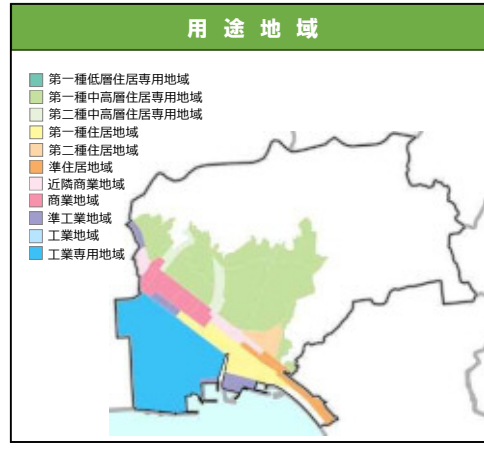 用途地域
第一種低層住居専用地域
第一種中高層住居専用地域
第二種中高層住居専用地域
第一種住居地域
第二種住居地域
準住居地域
近隣商業地域
商業地域
準工業地域
工業地域
工業専用地域